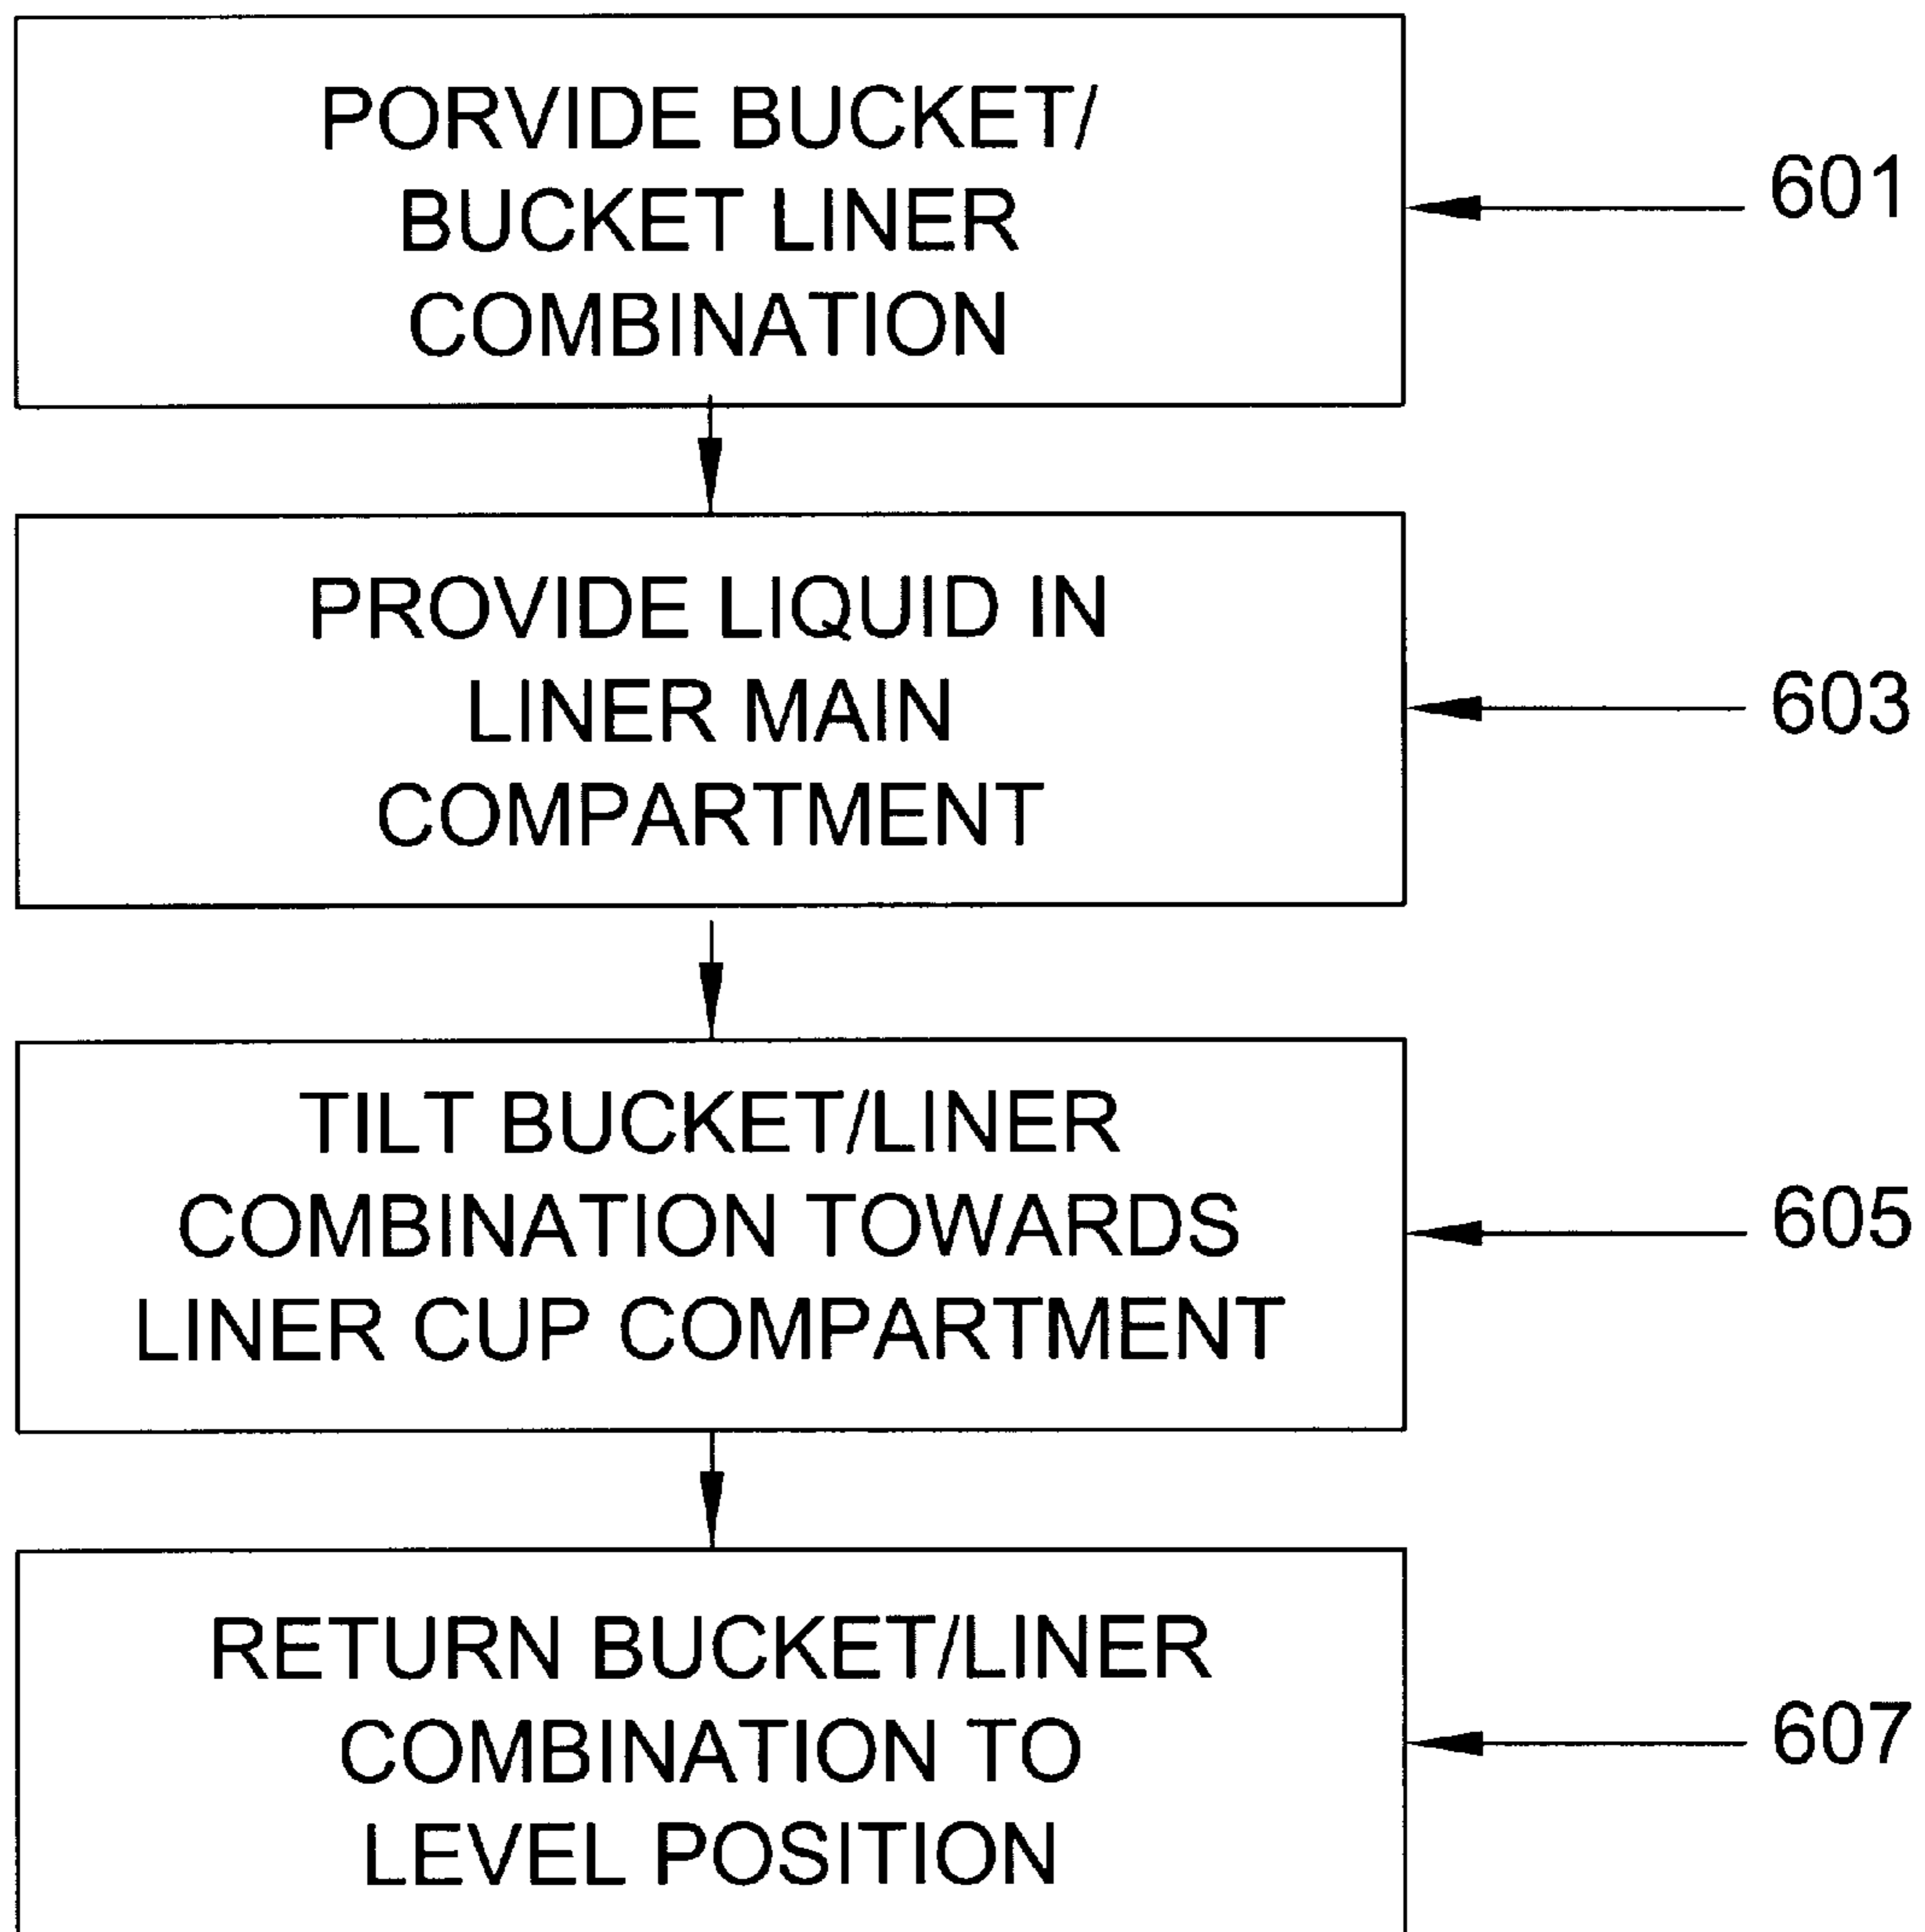 PORVIDE BUCKET/
BUCKET LINER
COMBINATION
601
PROVIDE LIQUID IN
LINER MAIN
COMPARTMENT
603
TILT BUCKET/LINER
COMBINATION TOWARDS
LINER CUP COMPARTMENT
605
RETURN BUCKET/LINER
COMBINATION TO
LEVEL POSITION
607